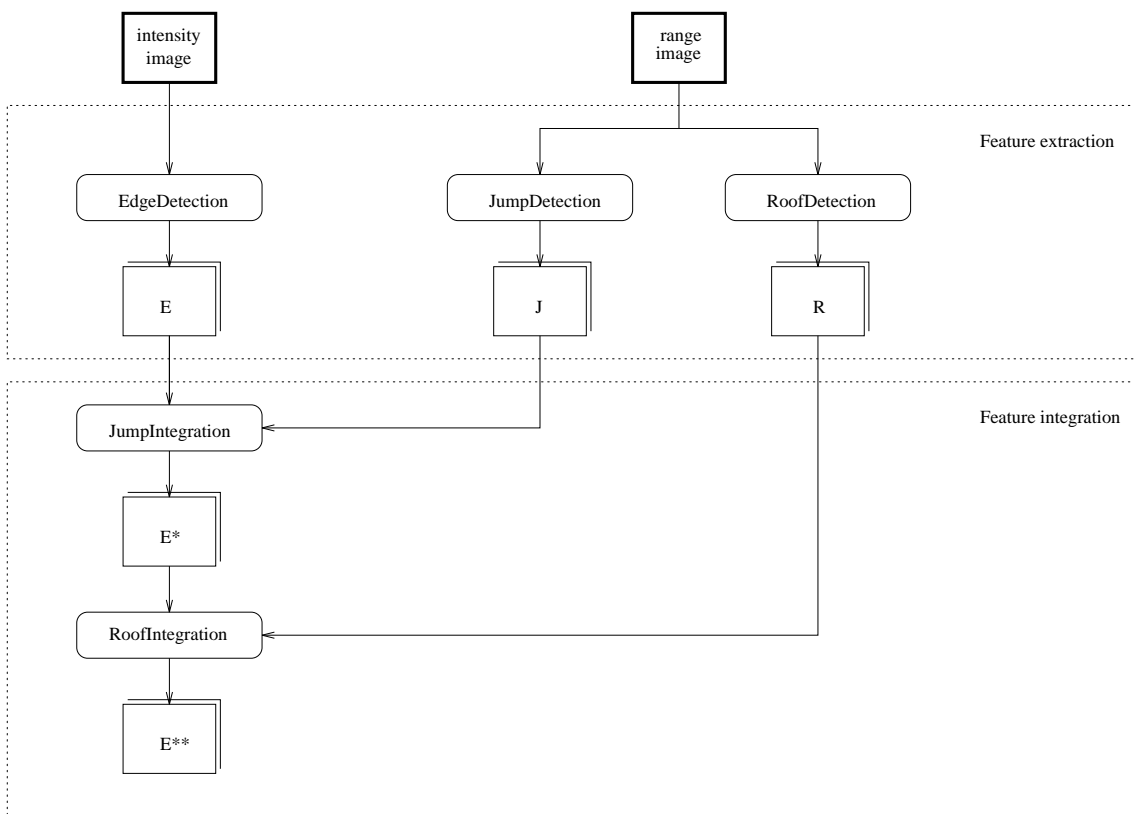 intensity
image
range
image
Feature extraction
EdgeDetection
JumpDetection
RoofDetection
E
J
R
JumpIntegration
Feature integration
E*
RoofIntegration
E**